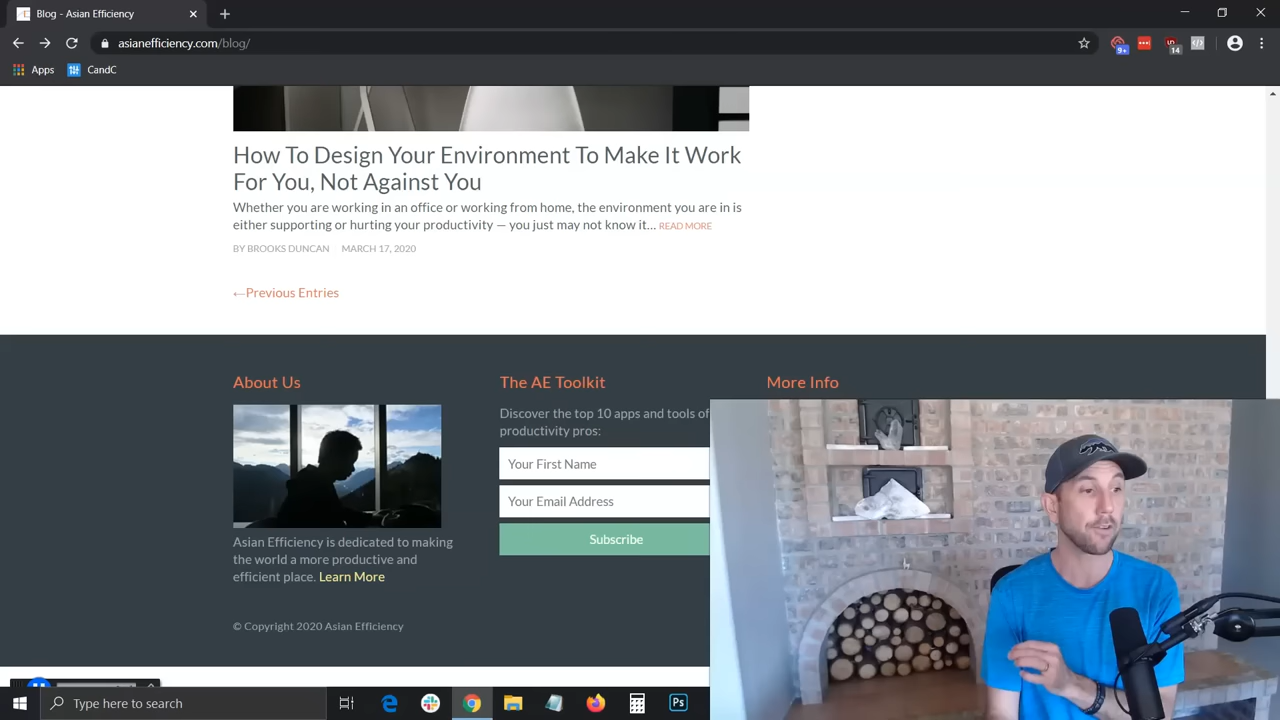 Blog - Asian Efficiency
asianefficiency.com/blog/
9+
14
Apps
CandC
How To Design Your Environment To Make It Work
For You, Not Against You
Whether you are working in an office or working from home, the environment you are in is
either supporting or hurting your productivity — you just may not know it... READ MORE
BY BROOKS DUNCAN MARCH 17, 2020
←Previous Entries
About Us
Asian Efficiency is dedicated to making
the world a more productive and
efficient place. Learn More
The AE Toolkit
Discover the top 10 apps and tools of
productivity pros:
Your First Name
Your Email Address
Subscribe
More Info
© Copyright 2020 Asian Efficiency
Type here to search
Ps